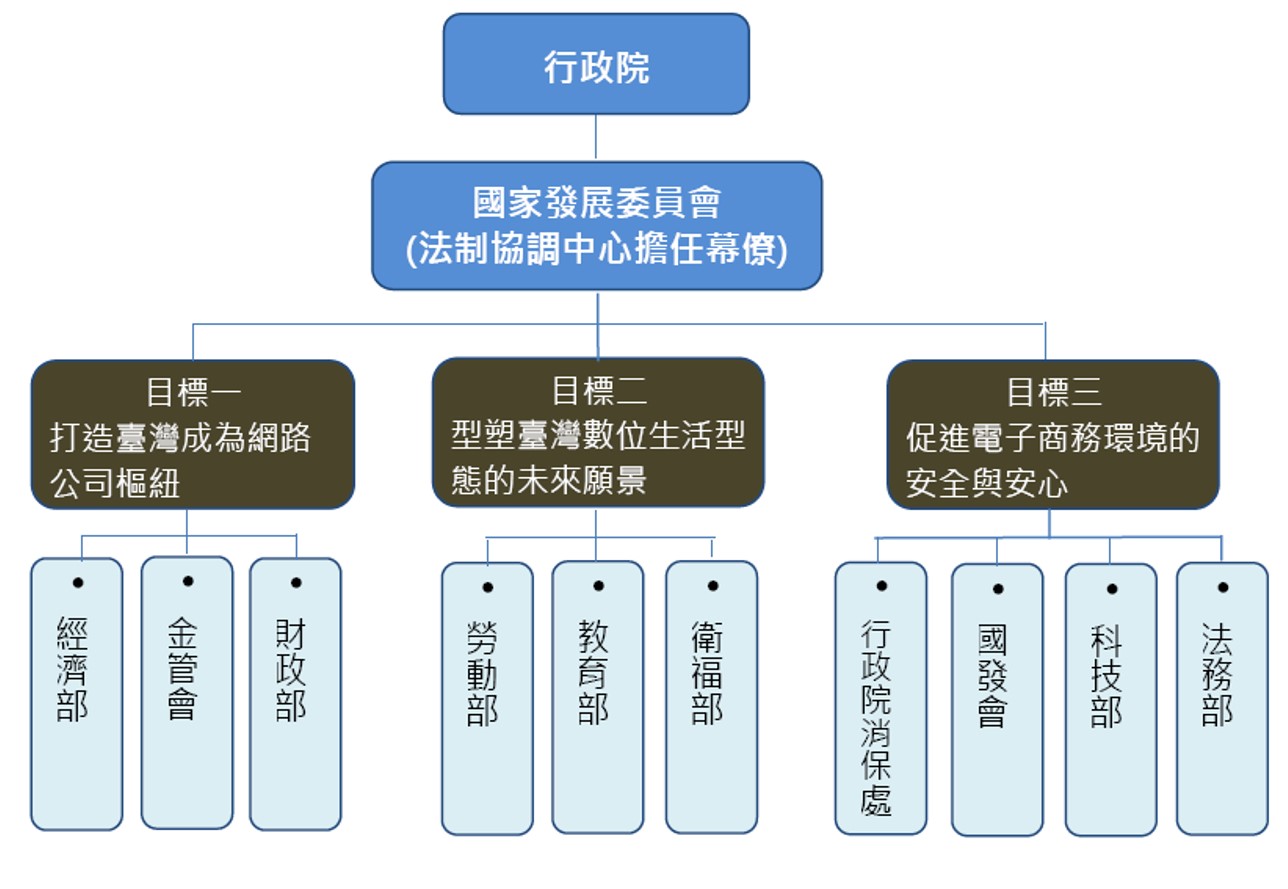 行政院
國家發展委員會
(法制協調中心擔任幕僚)
目標一
打造臺灣成為網路
公司樞紐
目標二
型塑臺灣數位生活型
態的未來願景
目標三
促進電子商務環境的
安全與安心
• 經濟部
• 金管會
• 財政部
• 勞動部
• 教育部
• 衛福部
• 行政院消保處
• 國發會
• 科技部
• 法務部